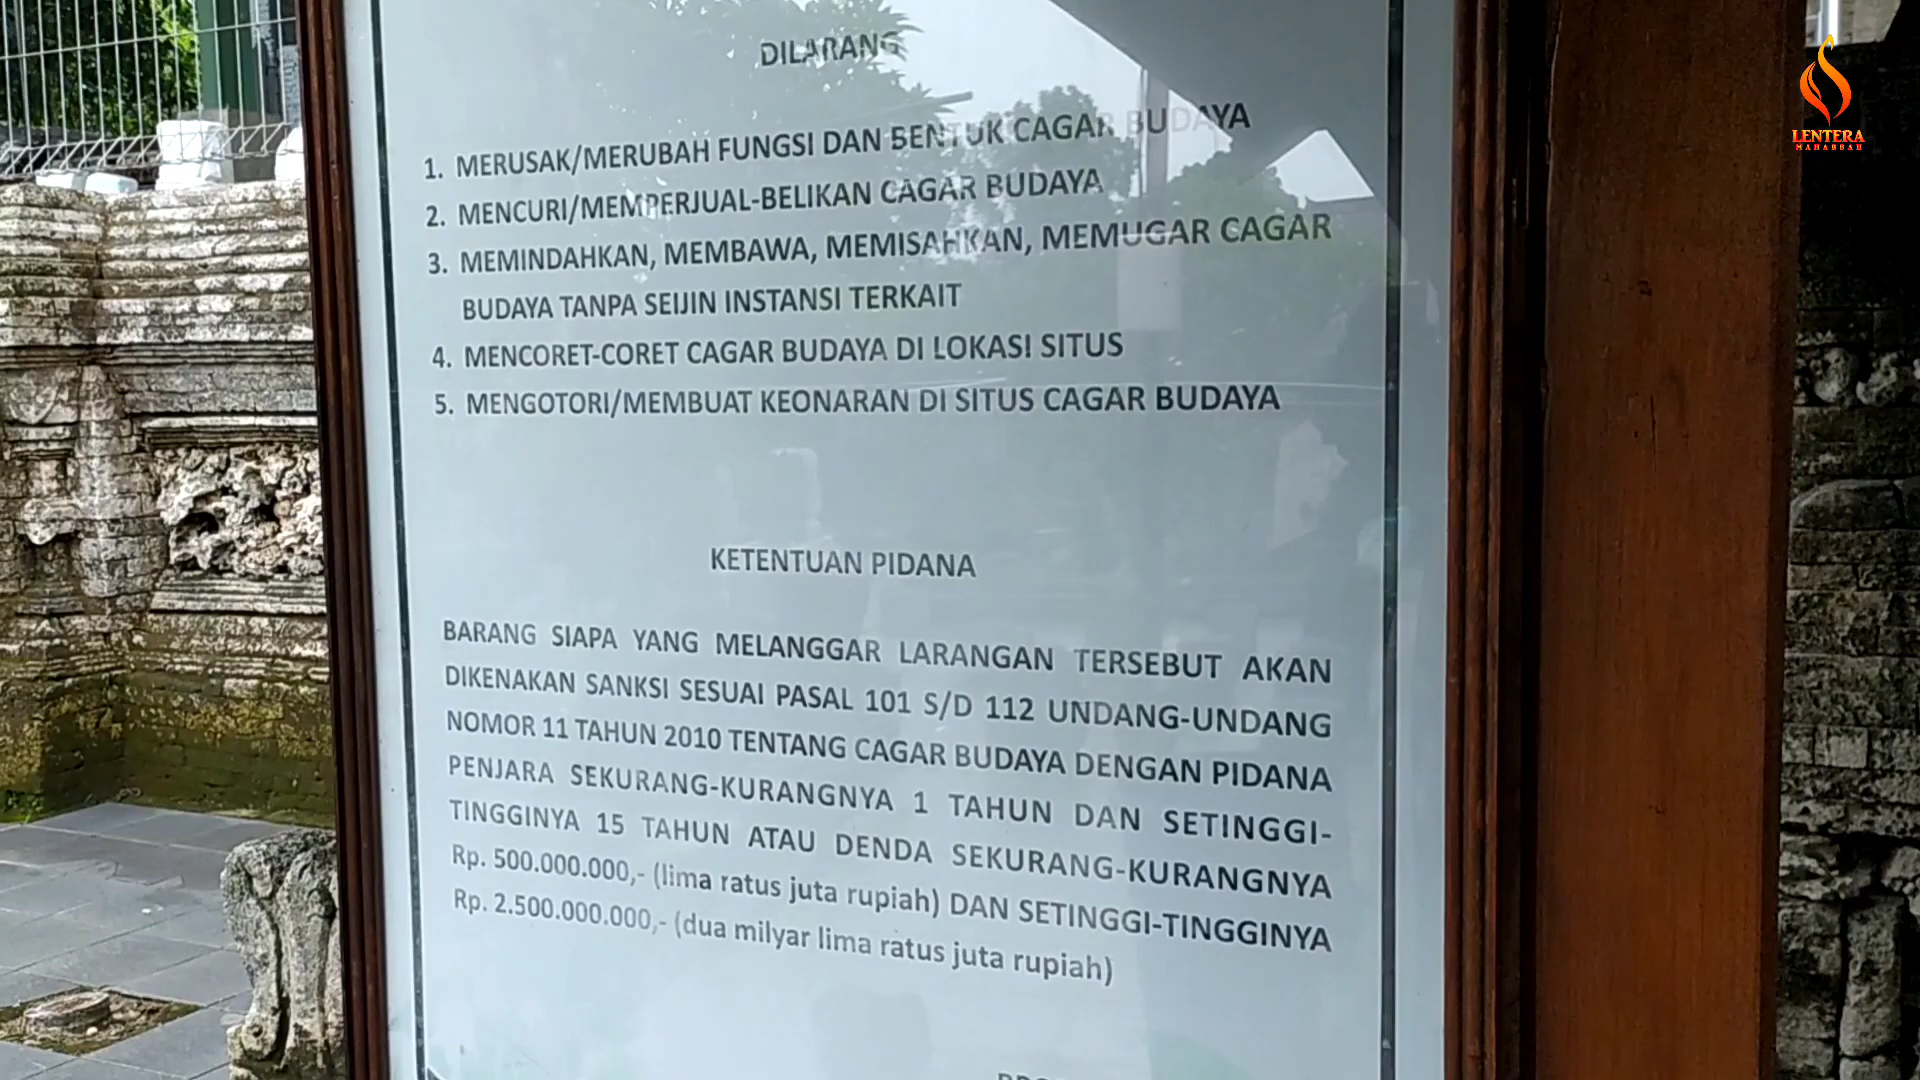 DILARANG
1. MERUSAK/MERUBAH FUNGSI DAN BENTUK CAGAR BUDAYA
2. MENCURI/MEMPERJUAL-BELIKAN CAGAR BUDAYA
3. MEMINDAHKAN, MEMBAWA, MEMISAHKAN, MEMUGAR CAGAR
BUDAYA TANPA SEIJIN INSTANSI TERKAIT
4. MENCORET-CORET CAGAR BUDAYA DI LOKASI SITUS
5. MENGOTORI/MEMBUAT KEONARAN DI SITUS CAGAR BUDAYA
KETENTUAN PIDANA
BARANG SIAPA YANG MELANGGAR LARANGAN TERSEBUT AKAN
DIKENAKAN SANKSI SESUAI PASAL 101 S/D 112 UNDANG-UNDANG
NOMOR 11 TAHUN 2010 TENTANG CAGAR BUDAYA DENGAN PIDANA
PENJARA SEKURANG-KURANGNYA 1 TAHUN DAN SETINGGI-
TINGGINYA 15 TAHUN ATAU DENDA SEKURANG-KURANGNYA
Rp. 500.000.000,- (lima ratus juta rupiah) DAN SETINGGI-TINGGINYA
Rp. 2.500.000.000,- (dua milyar lima ratus juta rupiah)
LENTERA
MAHABBAH